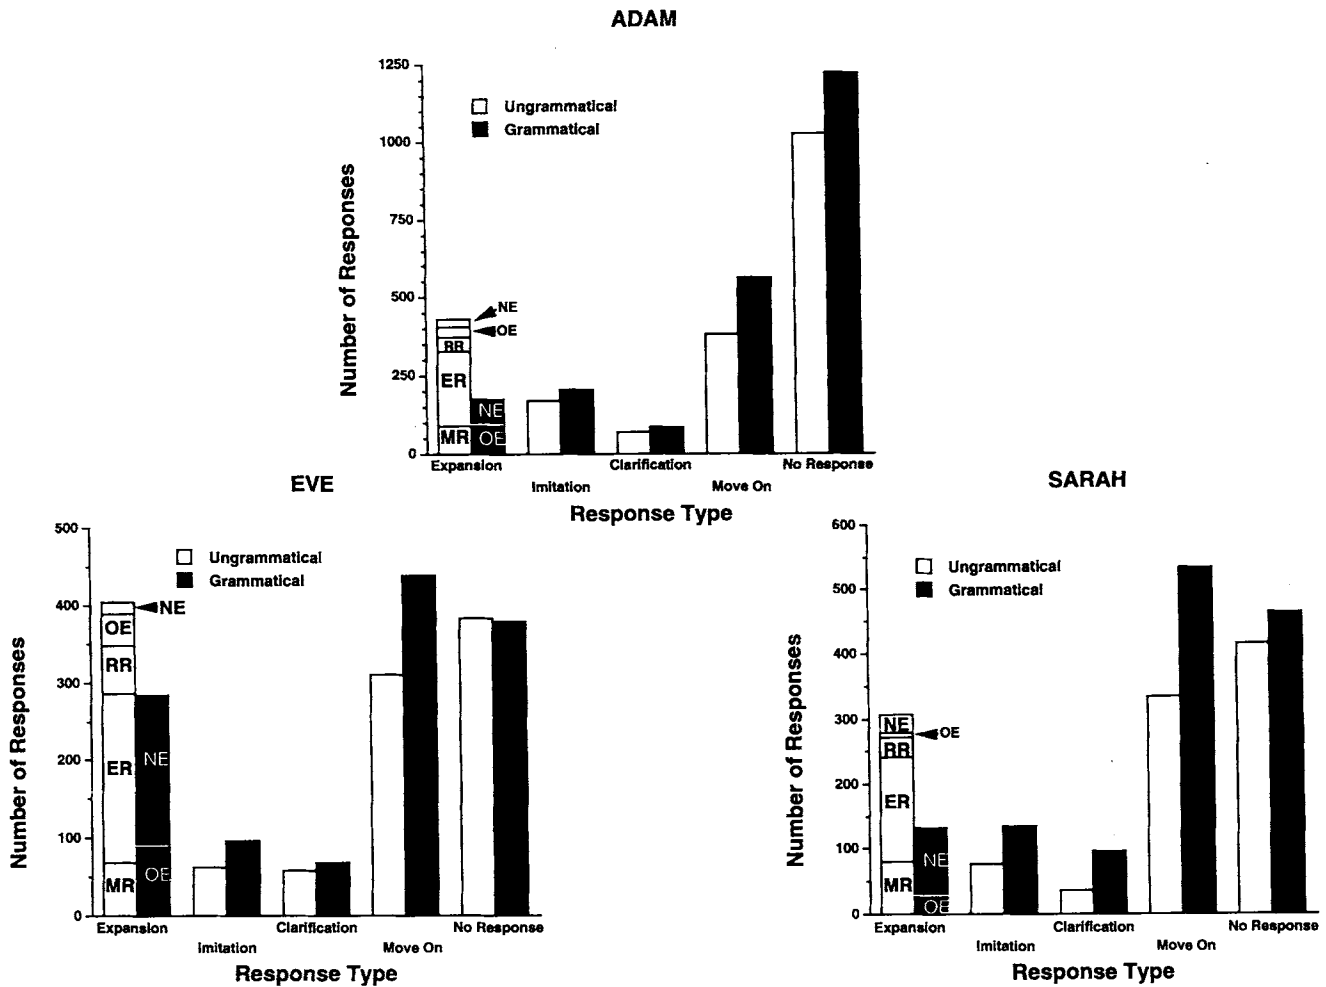 ADAM
1250
1000
750
500
250
0
Number of Responses
Ungrammatical
Grammatical
NE
OE
RR
ER
MR
NE
OE
Expansion
Imitation
Clarification
Move On
No Response
Response Type
EVE
500
400
300
200
100
0
Number of Responses
Ungrammatical
Grammatical
NE
OE
RR
ER
MR
NE
OE
Expansion
Imitation
Clarification
Move On
No Response
Response Type
SARAH
600
500
400
300
200
100
0
Number of Responses
Ungrammatical
Grammatical
NE
OE
RR
ER
MR
NE
OE
Expansion
Imitation
Clarification
Move On
No Response
Response Type